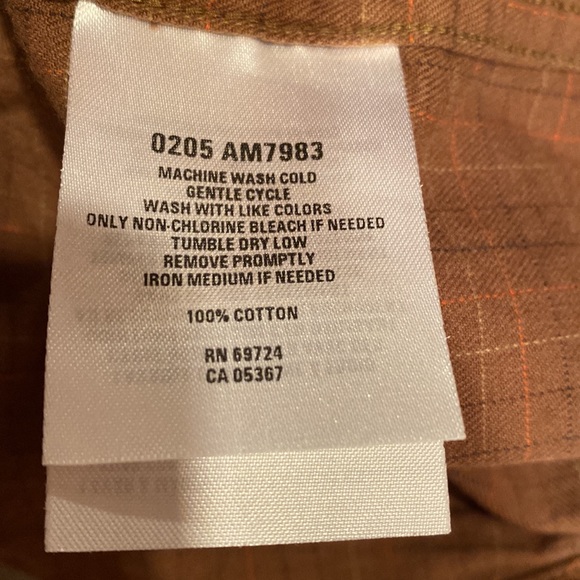 0205 AM7983
MACHINE WASH COLD
GENTLE CYCLE
WASH WITH LIKE COLORS
ONLY NON-CHLORINE BLEACH IF NEEDED
TUMBLE DRY LOW
REMOVE PROMPTLY
IRON MEDIUM IF NEEDED
100% COTTON
RN 69724
CA 05367